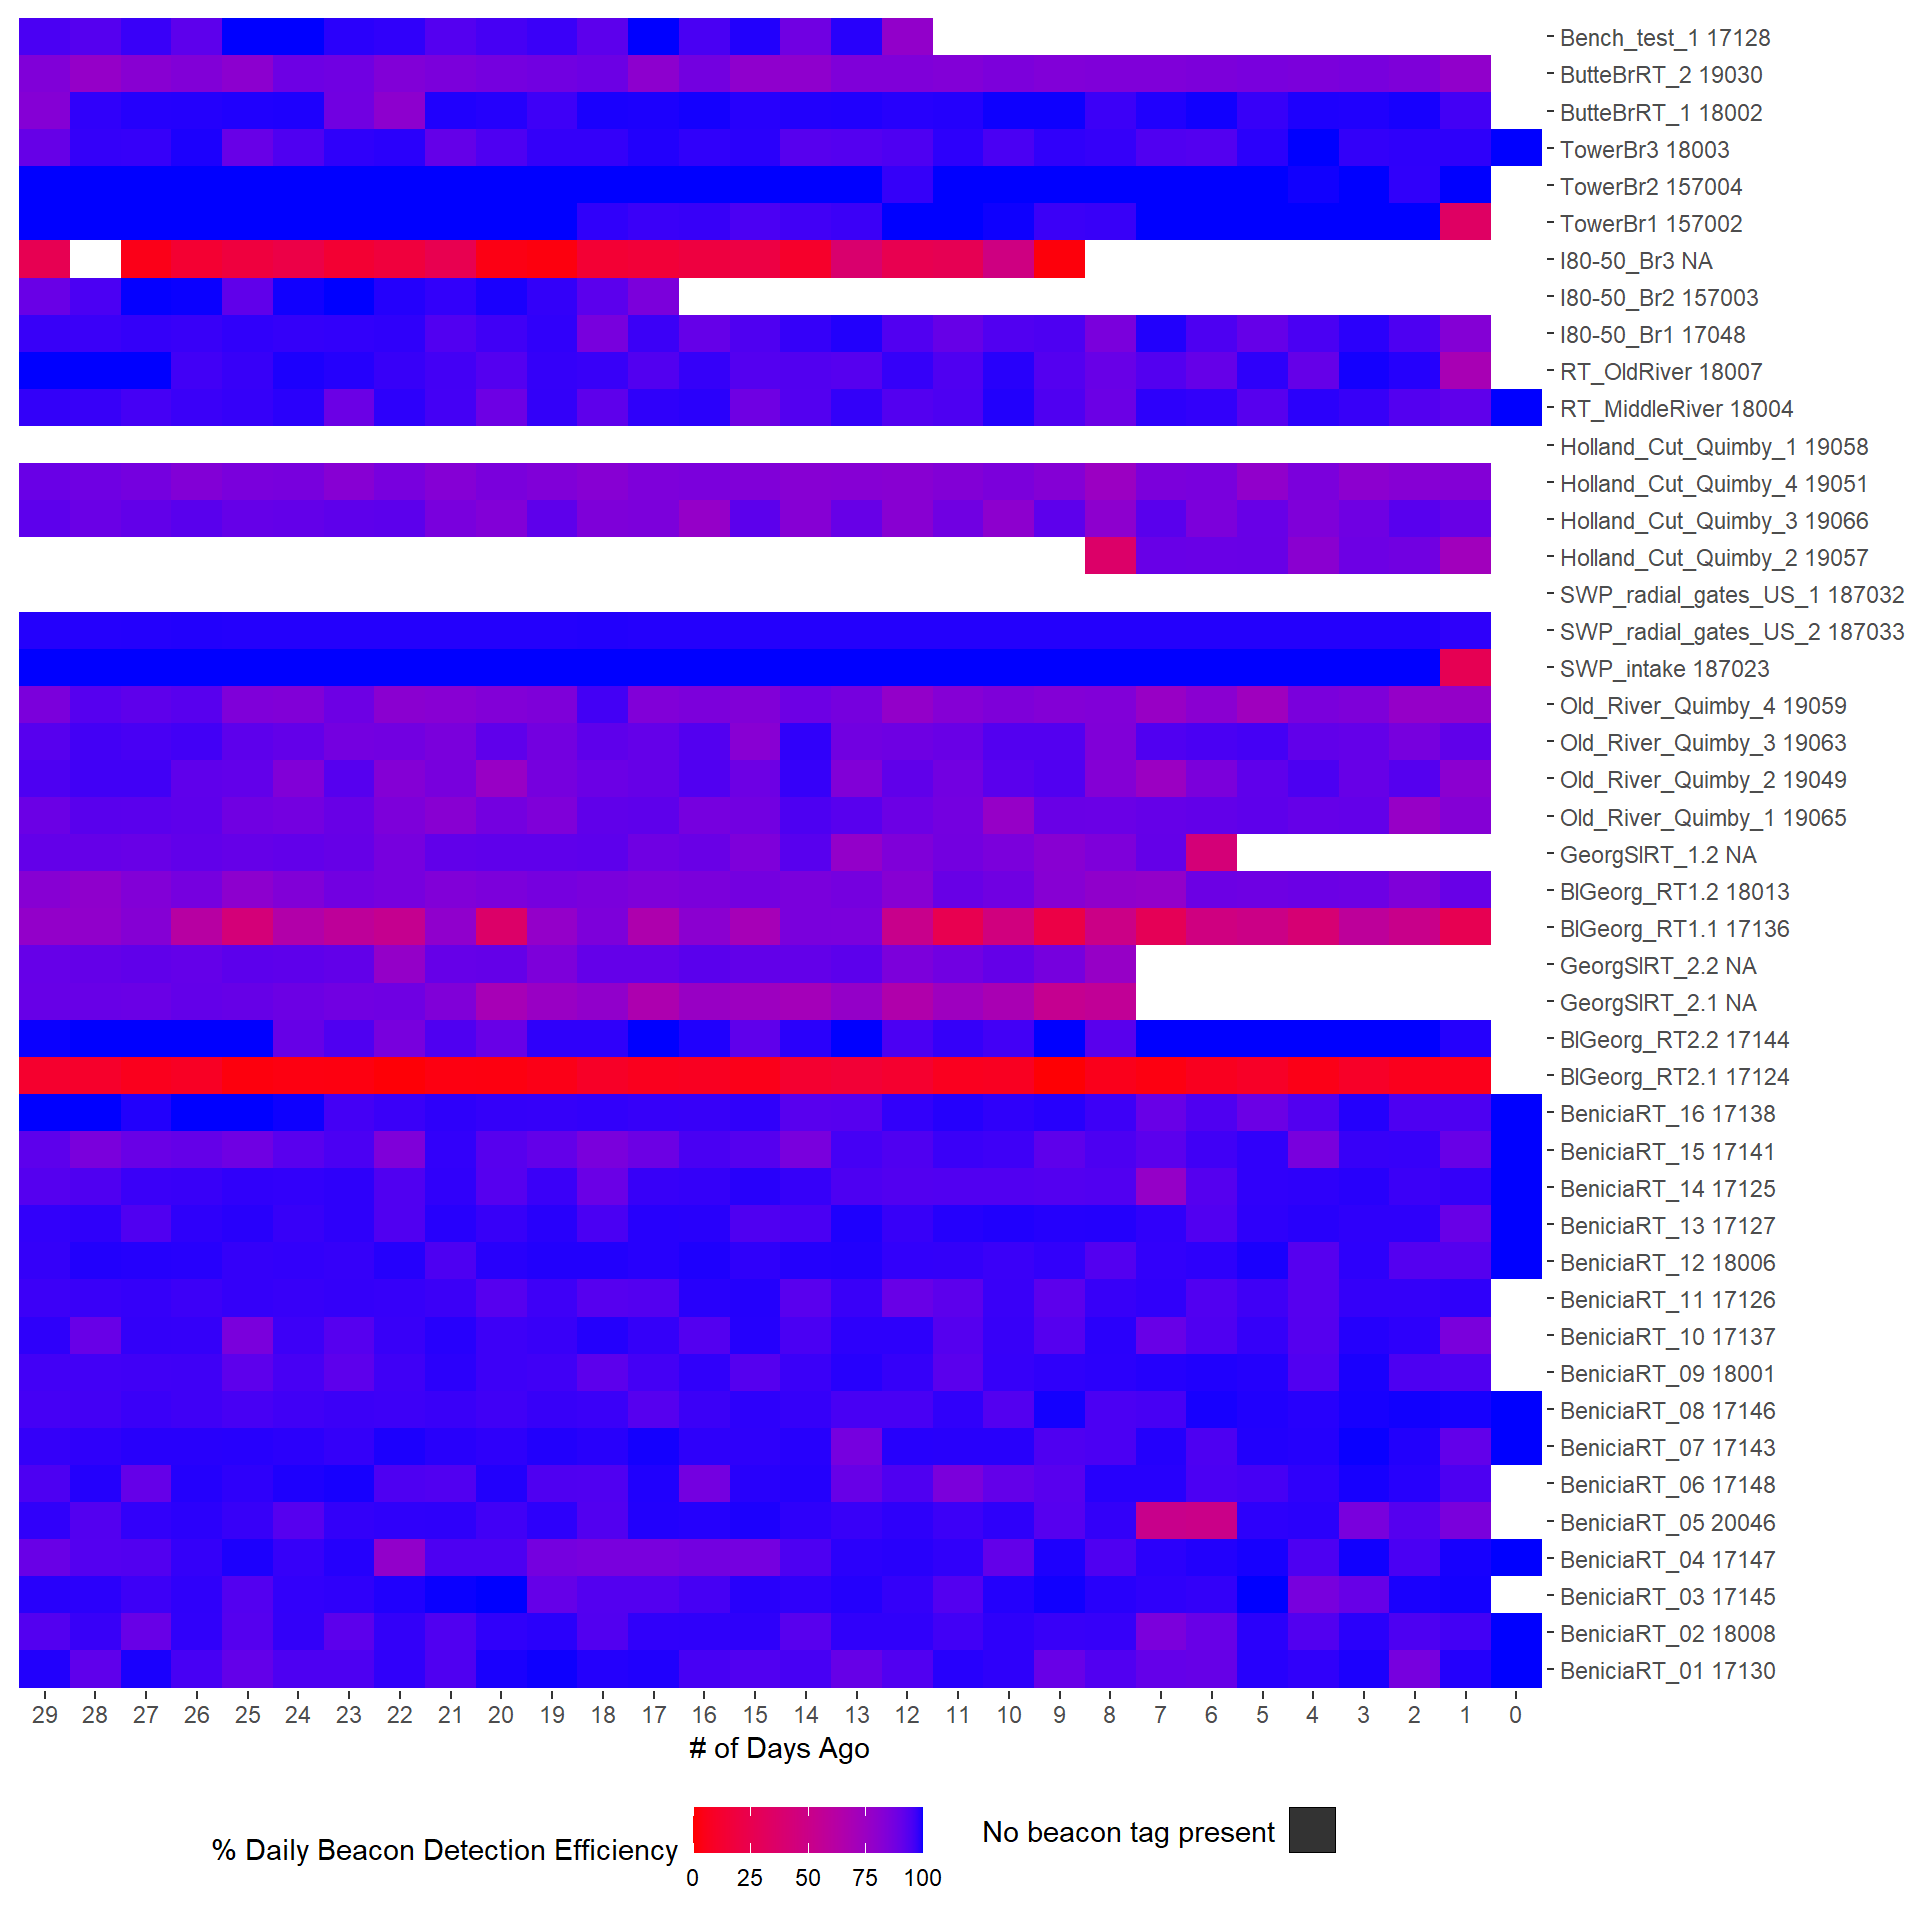 Bench_test_1 17128
ButteBrRT_2 19030
ButteBrRT_1 18002
TowerBr3 18003
TowerBr2 157004
TowerBr1 157002
I80-50_Br3 NA
I80-50_Br2 157003
I80-50_Br1 17048
RT_OldRiver 18007
RT_MiddleRiver 18004
Holland_Cut_Quimby_1 19058
Holland_Cut_Quimby_4 19051
Holland_Cut_Quimby_3 19066
Holland_Cut_Quimby_2 19057
SWP_radial_gates_US_1 187032
SWP_radial_gates_US_2 187033
SWP_intake 187023
Old_River_Quimby_4 19059
Old_River_Quimby_3 19063
Old_River_Quimby_2 19049
Old_River_Quimby_1 19065
GeorgSlRT_1.2 NA
BlGeorg_RT1.2 18013
BlGeorg_RT1.1 17136
GeorgSlRT_2.2 NA
GeorgSlRT_2.1 NA
BlGeorg_RT2.2 17144
BlGeorg_RT2.1 17124
BeniciaRT_16 17138
BeniciaRT_15 17141
BeniciaRT_14 17125
BeniciaRT_13 17127
BeniciaRT_12 18006
BeniciaRT_11 17126
BeniciaRT_10 17137
BeniciaRT_09 18001
BeniciaRT_08 17146
BeniciaRT_07 17143
BeniciaRT_06 17148
BeniciaRT_05 20046
BeniciaRT_04 17147
BeniciaRT_03 17145
BeniciaRT_02 18008
BeniciaRT_01 17130
29 28 27 26 25 24 23 22 21 20 19 18 17 16 15 14 13 12 11 10 9 8 7 6 5 4 3 2 1 0
# of Days Ago
% Daily Beacon Detection Efficiency
0 25 50 75 100
No beacon tag present